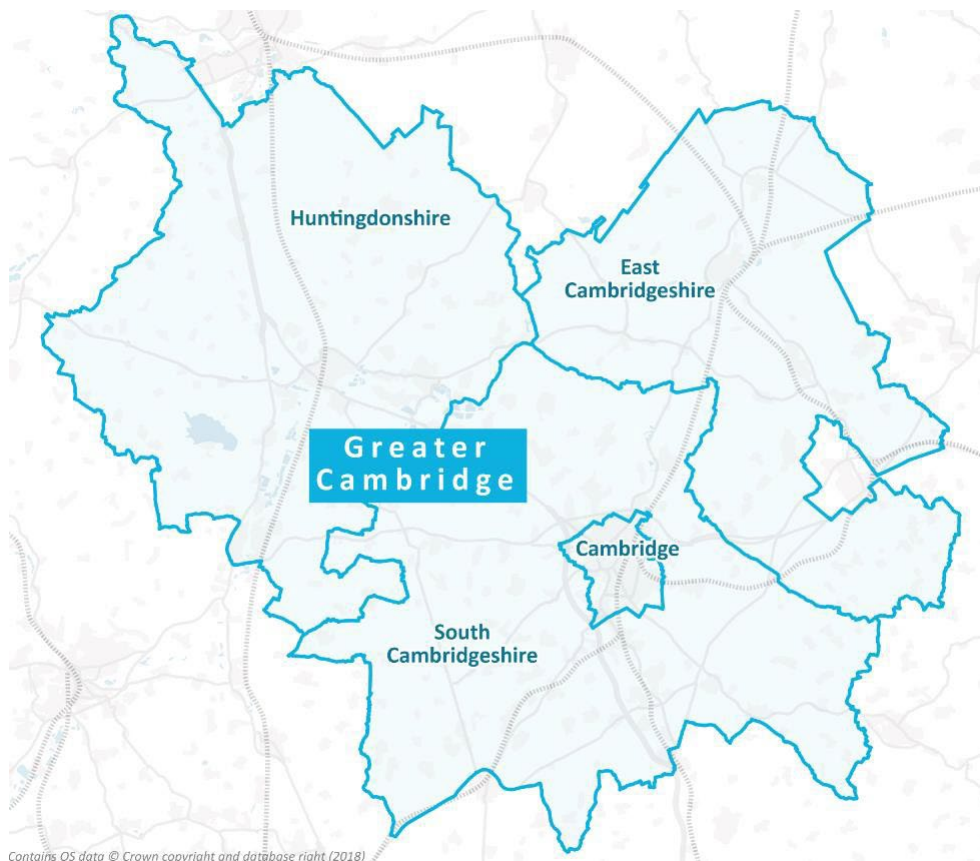 Huntingdonshire
East
Cambridgeshire
Greater
Cambridge
Cambridge
South
Cambridgeshire
Contains OS data © Crown copyright and database right (2018)